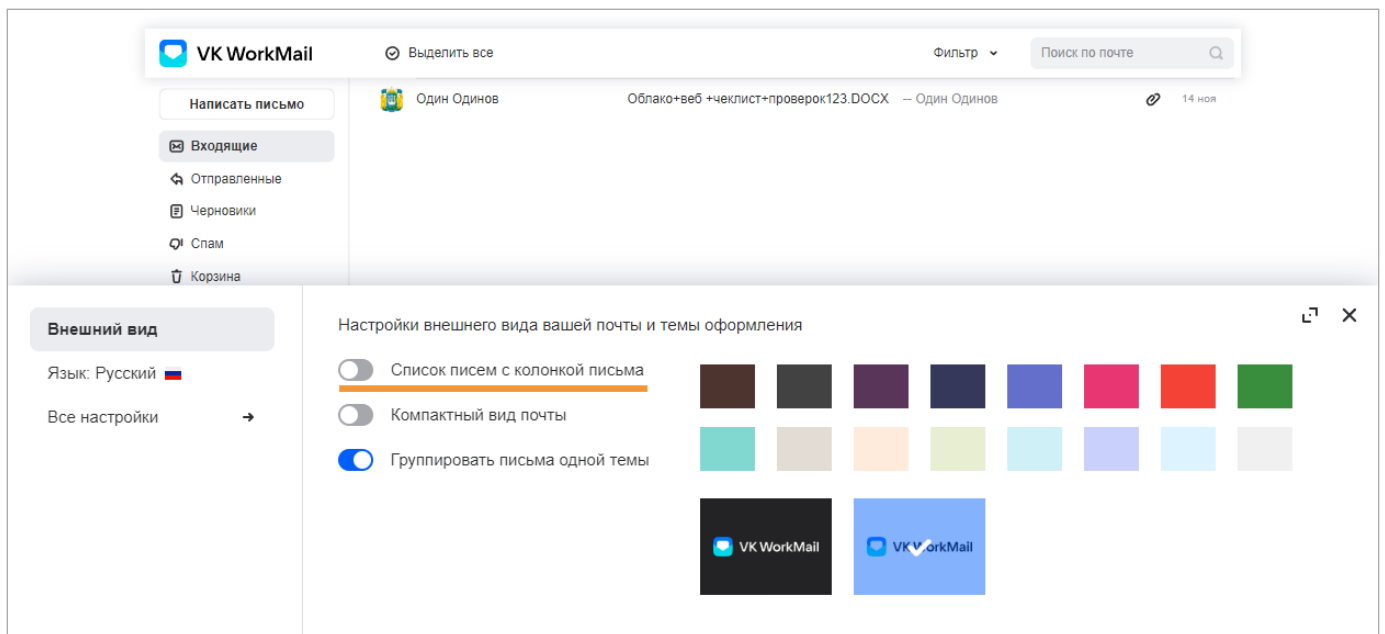 VK WorkMail
Выделить все
Фильтр
Поиск по почте
Написать письмо
Один Одинов Облако+веб +чеклист+проверок123.DOCX -- Один Одинов 14 ноя
Входящие
Отправленные
Черновики
Спам
Корзина
Внешний вид
Язык: Русский
Все настройки
Настройки внешнего вида вашей почты и темы оформления
Список писем с колонкой письма
Компактный вид почты
Группировать письма одной темы
VK WorkMail
VK WorkMail